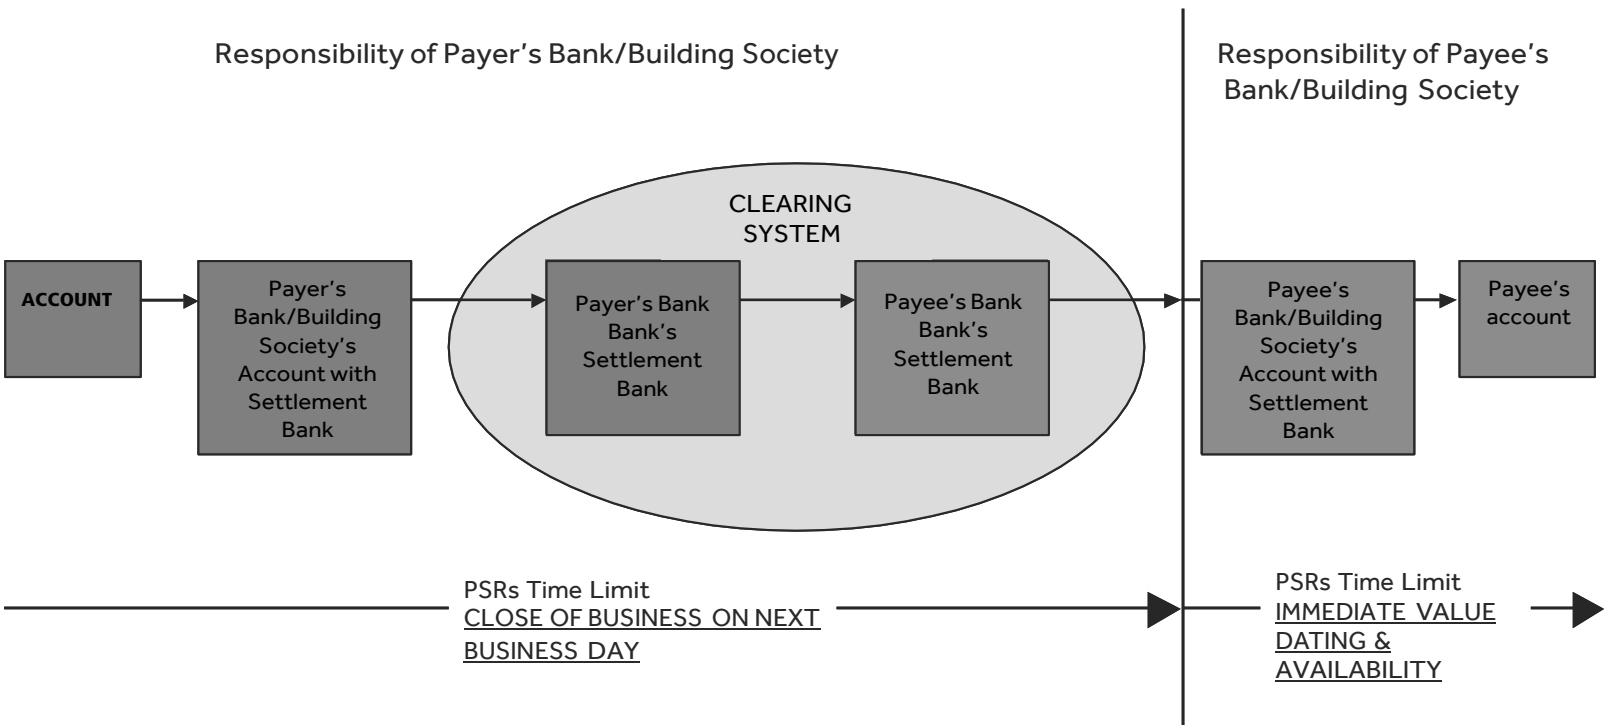 Responsibility of Payer's Bank/Building Society
Responsibility of Payee's
Bank/Building Society
CLEARING
SYSTEM
ACCOUNT
Payer's
Bank/Building
Society's
Account with
Settlement
Bank
Payer's Bank
Bank's
Settlement
Bank
Payee's Bank
Bank's
Settlement
Bank
Payee's
Bank/Building
Society's
Account with
Settlement
Bank
Payee's
account
PSRs Time Limit
CLOSE OF BUSINESS ON NEXT
BUSINESS DAY
PSRs Time Limit
IMMEDIATE VALUE
DATING &
AVAILABILITY